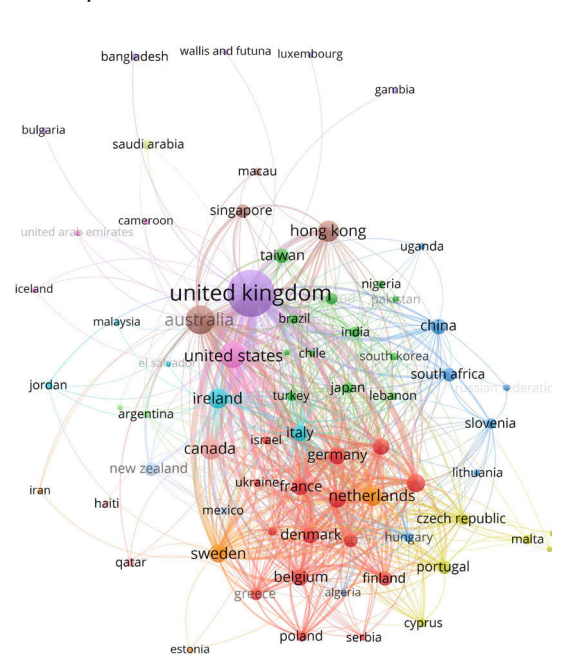 bangladesh
wallis and futuna
luxembourg
gambia
bulgaria
saudi arabia
macau
singapore
cameroon
hong kong
united arab emirates
uganda
taiwan
iceland
nigeria
united kingdom
pakistan
malaysia
australia
brazil
china
india
united states
chile
south korea
el salvador
south africa
jordan
japan
ireland
turkey
lebanon
argentina
slovenia
italy
israel
canada
germany
new zealand
lithuania
ukraine
france
iran
netherlands
haiti
mexico
czech republic
denmark
hungary
malta
sweden
qatar
portugal
belgium
finland
greece
algeria
cyprus
poland
serbia
estonia